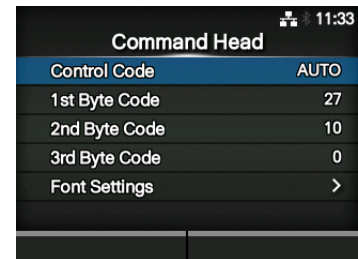 11:33
Command Head
Control Code AUTO
1st Byte Code 27
2nd Byte Code 10
3rd Byte Code 0
Font Settings >